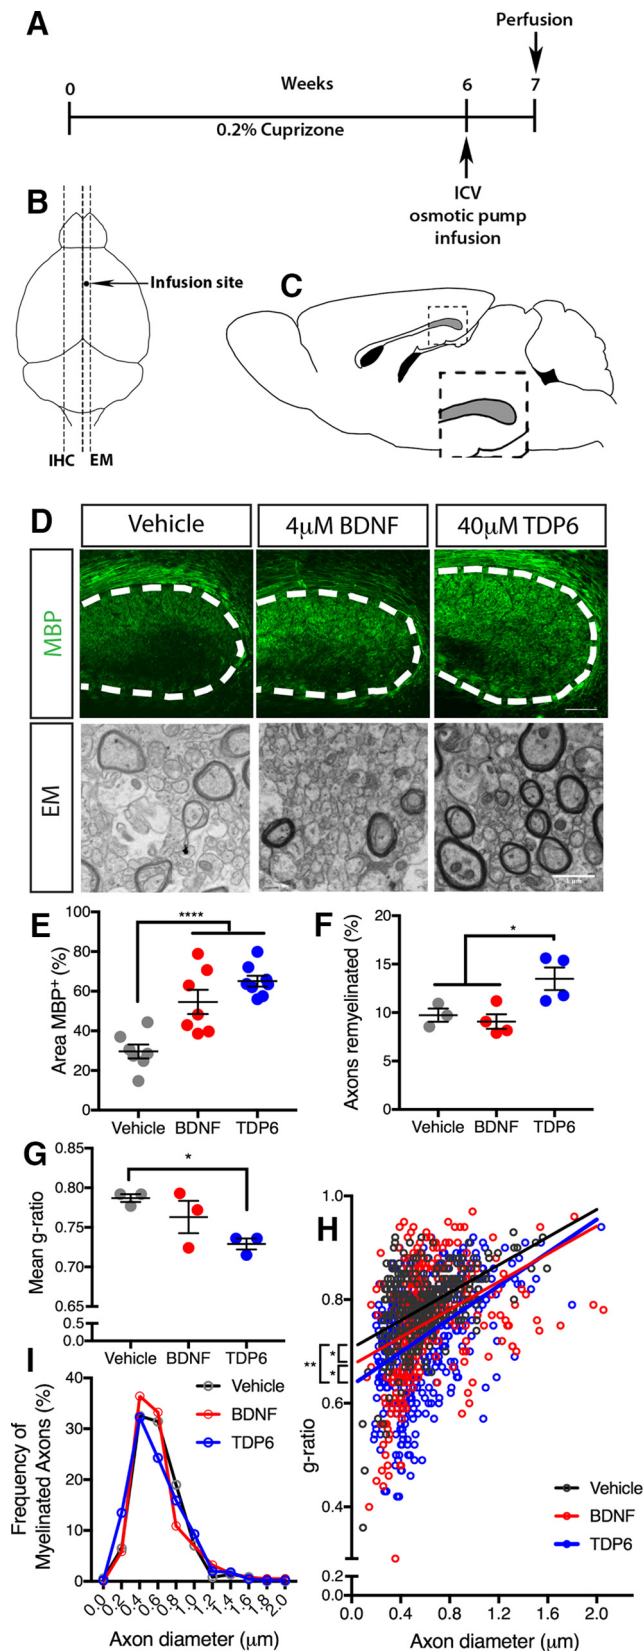 A
Perfusion
0
Weeks
6
7
0.2% Cuprizone
ICV
osmotic pump
infusion
B
Infusion site
IHC
EM
C
D
Vehicle
4μM BDNF
40μM TDP6
MBP
EM
E
Area MBP⁺ (%)
100
80
60
40
20
0
****
Vehicle
BDNF
TDP6
F
Axons remyelinated (%)
20
15
10
5
0
*
Vehicle
BDNF
TDP6
G
Mean g-ratio
0.85
0.80
0.75
0.70
0.65
0.5
0.0
*
Vehicle
BDNF
TDP6
H
g-ratio
1.0
0.8
0.6
0.4
0.2
0.0
**
*
*
Vehicle
BDNF
TDP6
0.0
0.4
0.8
1.2
1.6
2.0
Axon diameter (μm)
I
Frequency of
Myelinated Axons (%)
40
30
20
10
0
Vehicle
BDNF
TDP6
0.0
0.2
0.4
0.6
0.8
1.0
1.2
1.4
1.6
1.8
2.0
Axon diameter (μm)